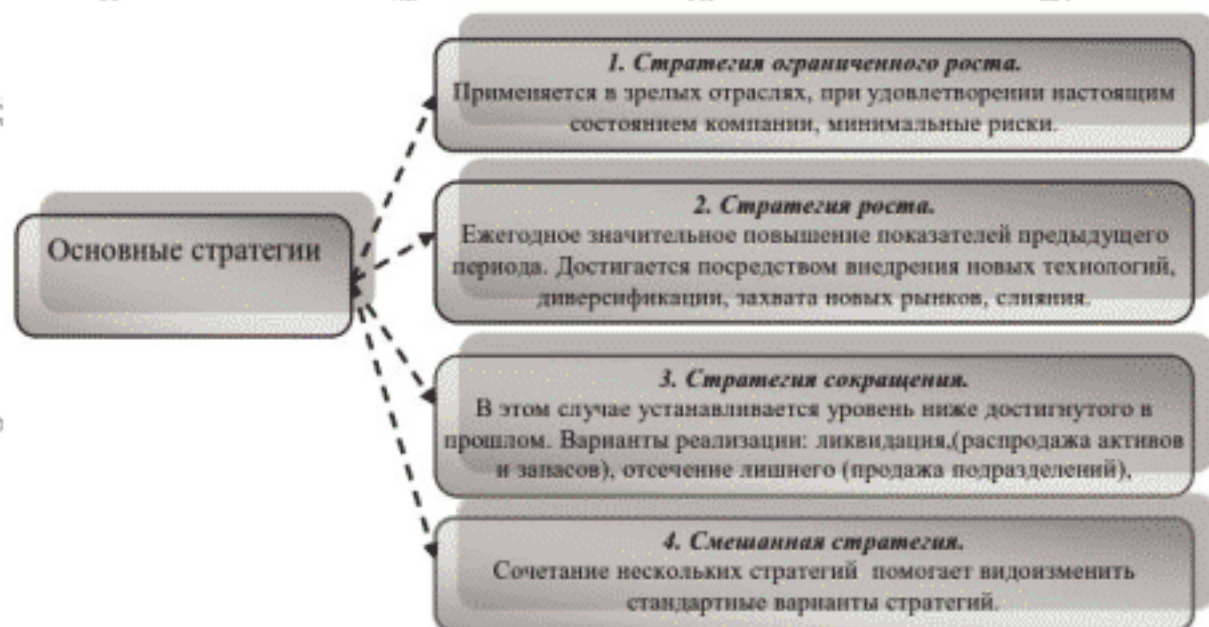 Основные стратегии
1. Стратегия ограниченного роста.
Применяется в зрелых отраслях, при удовлетворении настоящим
состоянием компании, минимальные риски.
2. Стратегия роста.
Ежегодное значительное повышение показателей предыдущего
периода. Достигается посредством внедрения новых технологий,
диверсификации, захвата новых рынков, слияния.
3. Стратегия сокращения.
В этом случае устанавливается уровень ниже достигнутого в
прошлом. Варианты реализации: ликвидация,(распродажа активов
и запасов), отсечение лишнего (продажа подразделений),
4. Смешанная стратегия.
Сочетание нескольких стратегий помогает видоизменить
стандартные варианты стратегий.